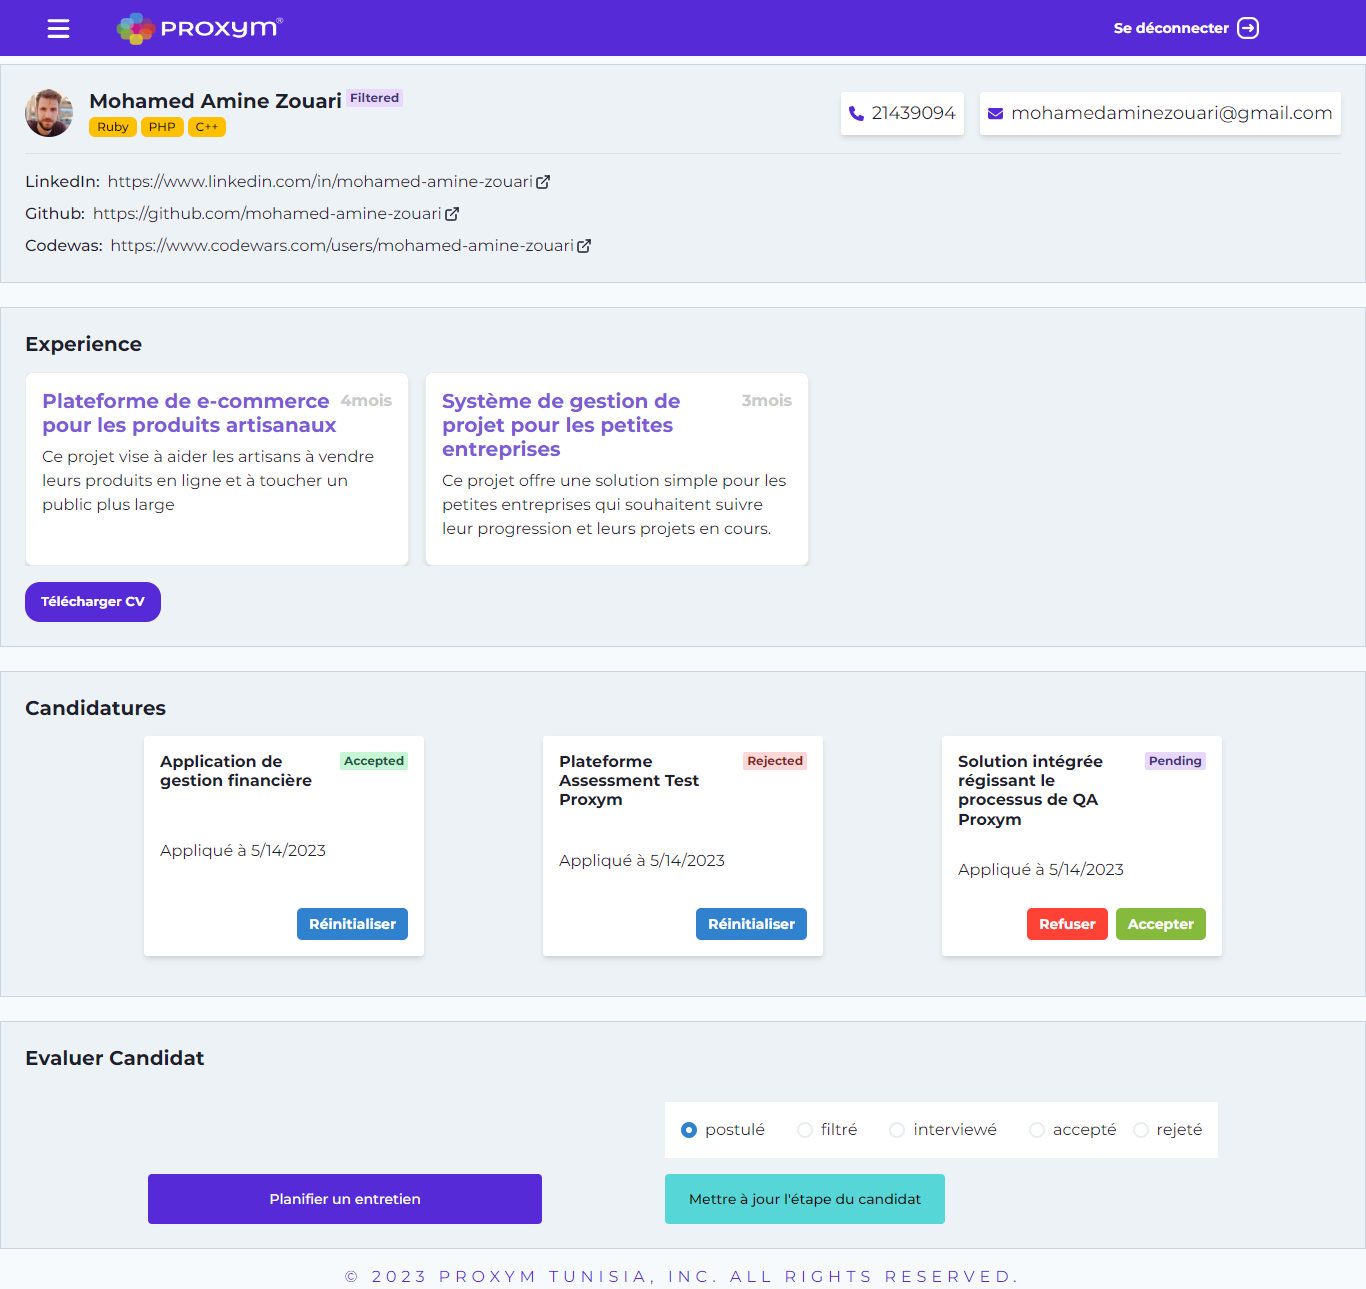 PROXYM®
Se déconnecter
Mohamed Amine Zouari Filtered
Ruby PHP C++
21439094
mohamedaminezouari@gmail.com
LinkedIn: https://www.linkedin.com/in/mohamed-amine-zouari
Github: https://github.com/mohamed-amine-zouari
Codewas: https://www.codewars.com/users/mohamed-amine-zouari
Experience
Plateforme de e-commerce 4mois
pour les produits artisanaux
Ce projet vise à aider les artisans à vendre
leurs produits en ligne et à toucher un
public plus large
Système de gestion de 3mois
projet pour les petites
entreprises
Ce projet offre une solution simple pour les
petites entreprises qui souhaitent suivre
leur progression et leurs projets en cours.
Télécharger CV
Candidatures
Application de Accepted
gestion financière
Appliqué à 5/14/2023
Réinitialiser
Plateforme Rejected
Assessment Test
Proxym
Appliqué à 5/14/2023
Réinitialiser
Solution intégrée Pending
régissant le
processus de QA
Proxym
Appliqué à 5/14/2023
Refuser Accepter
Evaluer Candidat
postulé filtré interviewé accepté rejeté
Planifier un entretien
Mettre à jour l'étape du candidat
© 2023 PROXYM TUNISIA, INC. ALL RIGHTS RESERVED.